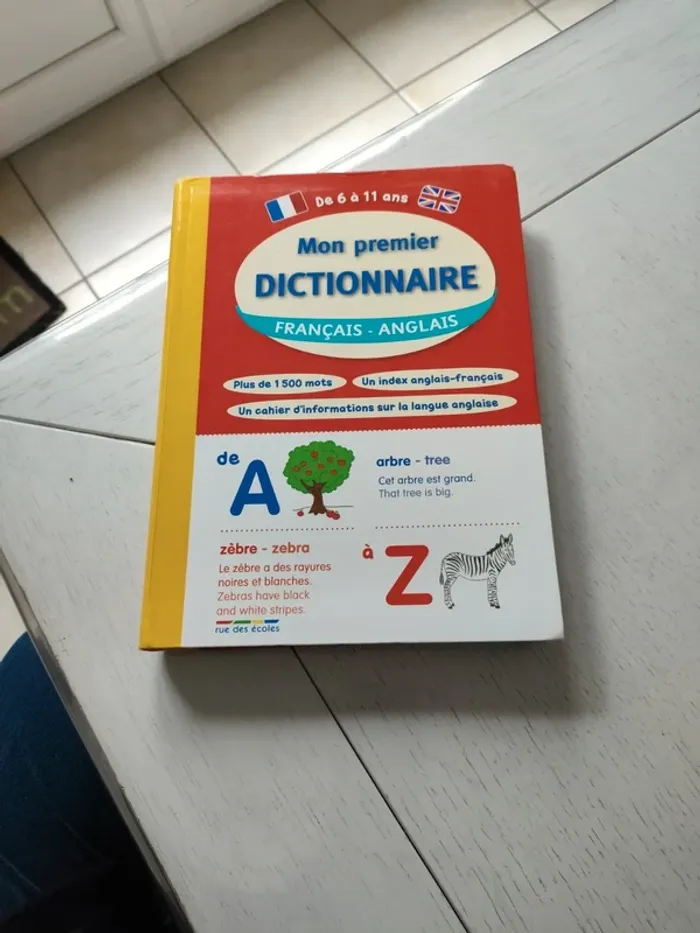 De 6 à 11 ans
Mon premier
DICTIONNAIRE
FRANÇAIS - ANGLAIS
Plus de 1 500 mots
Un index anglais-français
Un cahier d'informations sur la langue anglaise
de
A
arbre - tree
Cet arbre est grand.
That tree is big.
zèbre - zebra
Le zèbre a des rayures
noires et blanches.
Zebras have black
and white stripes.
à
Z
rue des écoles